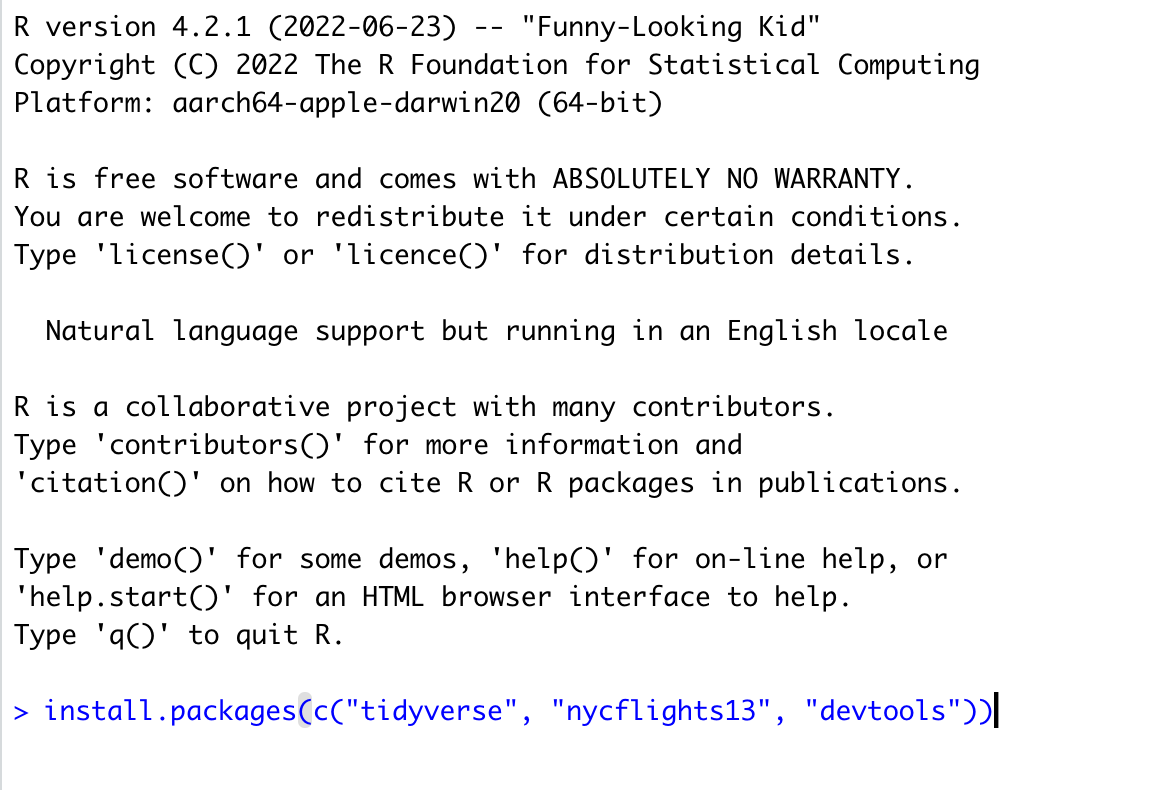 R version 4.2.1 (2022-06-23) -- "Funny-Looking Kid"
Copyright (C) 2022 The R Foundation for Statistical Computing
Platform: aarch64-apple-darwin20 (64-bit)
R is free software and comes with ABSOLUTELY NO WARRANTY.
You are welcome to redistribute it under certain conditions.
Type 'license()' or 'licence()' for distribution details.
Natural language support but running in an English locale
R is a collaborative project with many contributors.
Type 'contributors()' for more information and
'citation()' on how to cite R or R packages in publications.
Type 'demo()' for some demos, 'help()' for on-line help, or
'help.start()' for an HTML browser interface to help.
Type 'q()' to quit R.
> install.packages(c("tidyverse", "nycflights13", "devtools"))